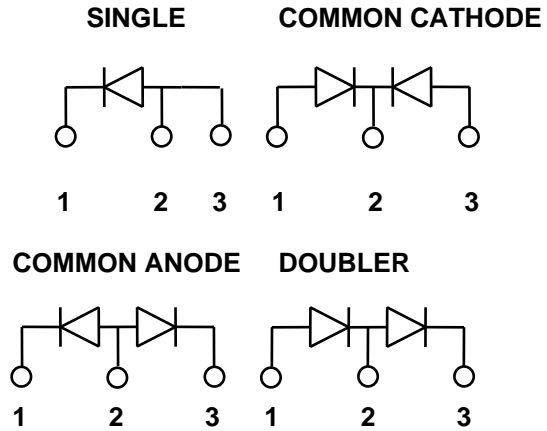 SINGLE COMMON CATHODE
1 2 3 1 2 3
COMMON ANODE DOUBLER
1 2 3 1 2 3